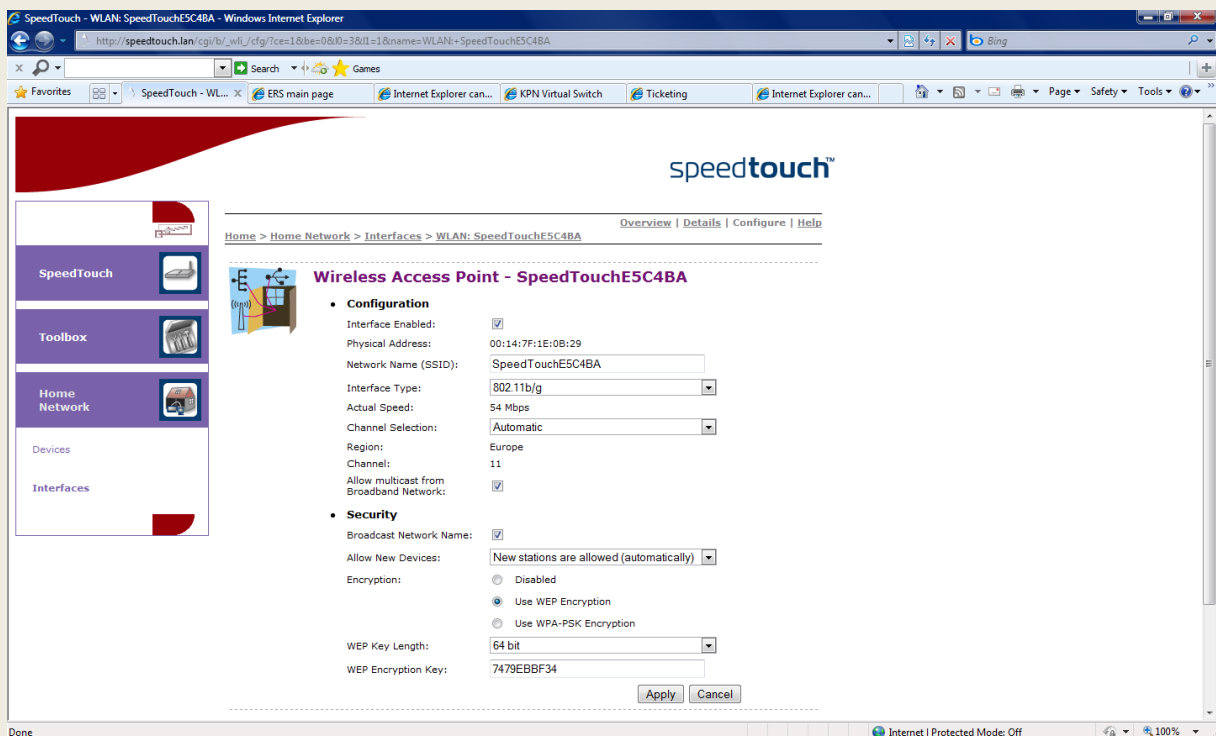 SpeedTouch - WLAN: SpeedTouchE5C4BA - Windows Internet Explorer
http://speedtouch.lan/cgi/b/_wli_/cfg/?ce=1&be=0&l0=3&l1=1&name=WLAN:+SpeedTouchE5C4BA
Bing
Search Games
Favorites SpeedTouch - WL... ERS main page Internet Explorer can... KPN Virtual Switch Ticketing Internet Explorer can... Page Safety Tools
speedtouch™
Overview | Details | Configure | Help
Home > Home Network > Interfaces > WLAN: SpeedTouchE5C4BA
SpeedTouch
Toolbox
Home
Network
Devices
Interfaces
Wireless Access Point - SpeedTouchE5C4BA
• Configuration
Interface Enabled:
Physical Address: 00:14:7F:1E:0B:29
Network Name (SSID): SpeedTouchE5C4BA
Interface Type: 802.11b/g
Actual Speed: 54 Mbps
Channel Selection: Automatic
Region: Europe
Channel: 11
Allow multicast from
Broadband Network:
• Security
Broadcast Network Name:
Allow New Devices: New stations are allowed (automatically)
Encryption: Disabled
Use WEP Encryption
Use WPA-PSK Encryption
WEP Key Length: 64 bit
WEP Encryption Key: 7479EBBF34
Apply Cancel
Done Internet | Protected Mode: Off 100%